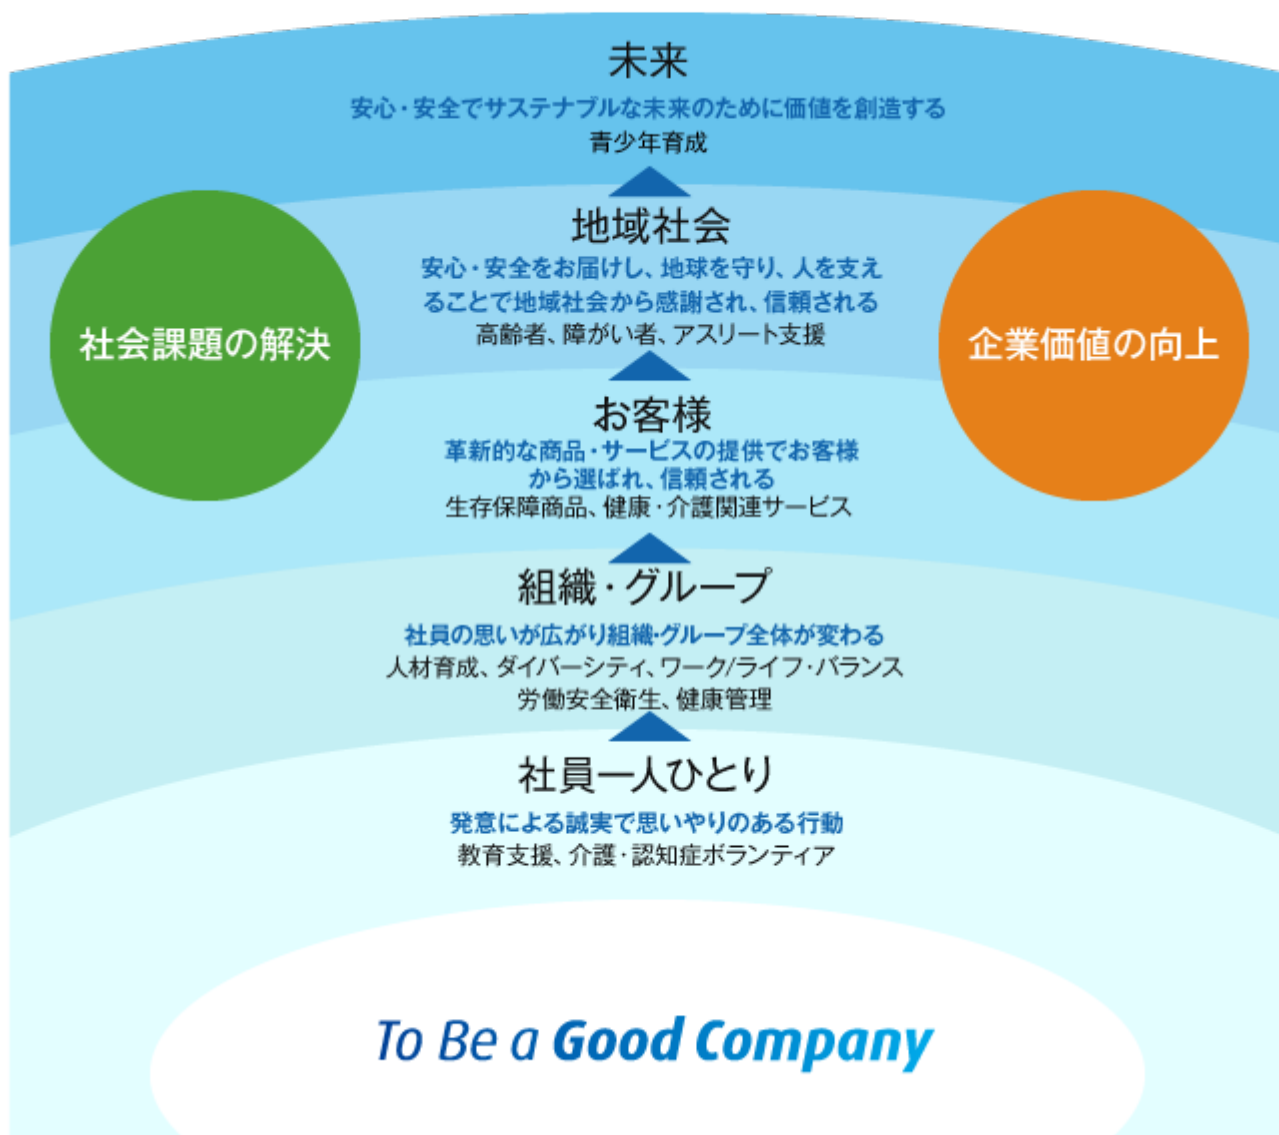 未来
安心・安全でサステナブルな未来のために価値を創造する
青少年育成
地域社会
安心・安全をお届けし、地球を守り、人を支え
ることで地域社会から感謝され、信頼される
高齢者、障がい者、アスリート支援
社会課題の解決
企業価値の向上
お客様
革新的な商品・サービスの提供でお客様
から選ばれ、信頼される
生存保障商品、健康・介護関連サービス
組織・グループ
社員の思いが広がり組織・グループ全体が変わる
人材育成、ダイバーシティ、ワーク/ライフ・バランス
労働安全衛生、健康管理
社員一人ひとり
発意による誠実で思いやりのある行動
教育支援、介護・認知症ボランティア
To Be a Good Company